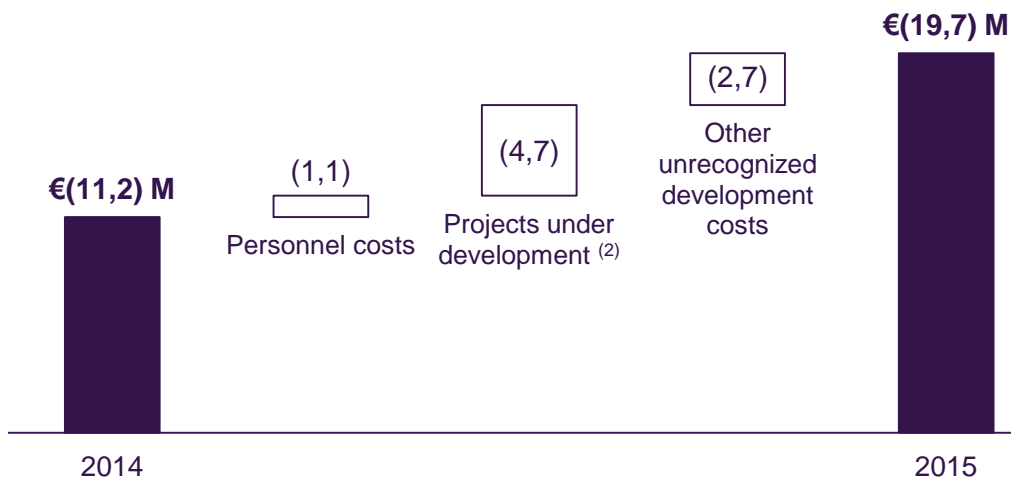 €(19,7) M
(2,7)
Other
unrecognized
development
costs
(4,7)
Projects under
development (2)
(1,1)
Personnel costs
€(11,2) M
2014
2015